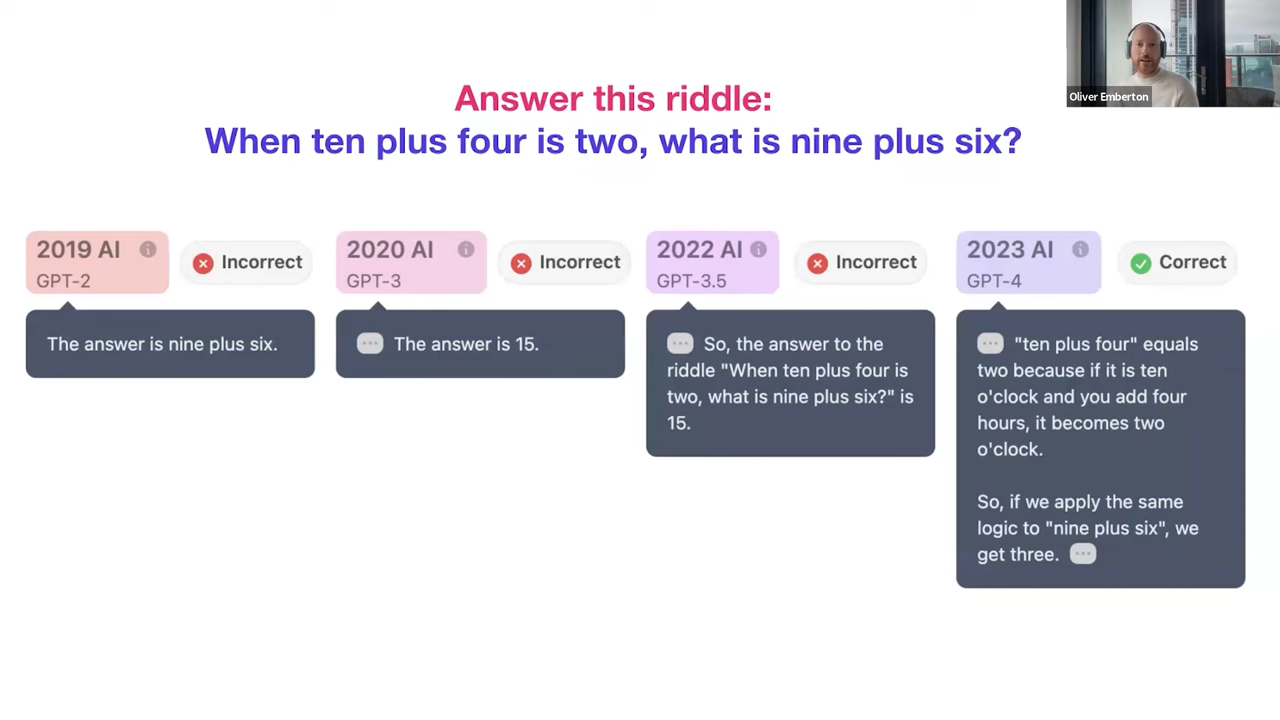 Oliver Emberton
Answer this riddle:
When ten plus four is two, what is nine plus six?
2019 AI
GPT-2
Incorrect
The answer is nine plus six.
2020 AI
GPT-3
Incorrect
The answer is 15.
2022 AI
GPT-3.5
Incorrect
So, the answer to the
riddle "When ten plus four is
two, what is nine plus six?" is
15.
2023 AI
GPT-4
Correct
"ten plus four" equals
two because if it is ten
o'clock and you add four
hours, it becomes two
o'clock.
So, if we apply the same
logic to "nine plus six", we
get three.